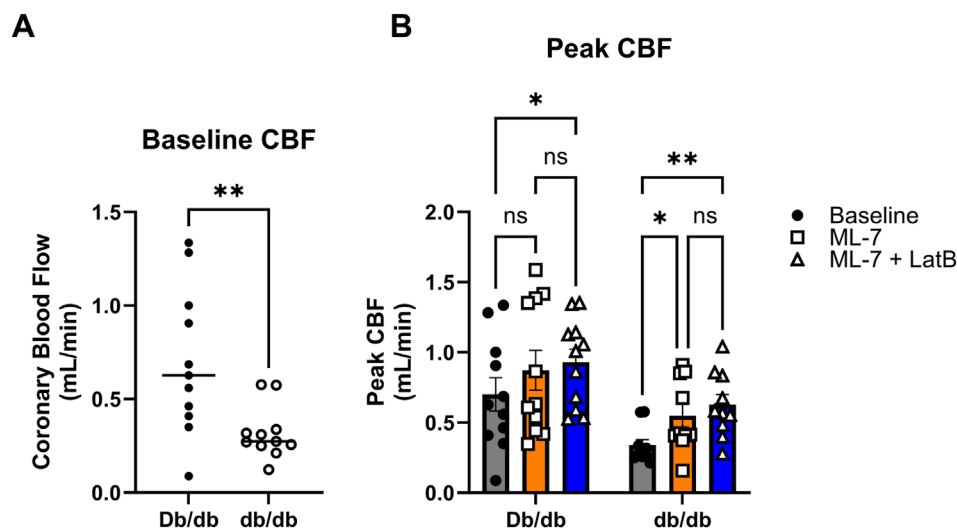 A
Baseline CBF
**
Coronary Blood Flow
(mL/min)
1.5
1.0
0.5
0.0
Db/db
db/db
B
Peak CBF
*
ns
ns
**
*
ns
Peak CBF
(mL/min)
2.0
1.5
1.0
0.5
0.0
Db/db
db/db
Baseline
ML-7
ML-7 + LatB